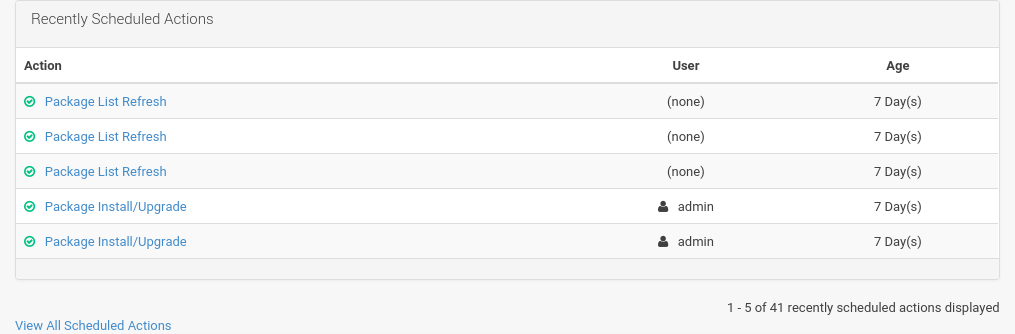 Recently Scheduled Actions
Action User Age
Package List Refresh (none) 7 Day(s)
Package List Refresh (none) 7 Day(s)
Package List Refresh (none) 7 Day(s)
Package Install/Upgrade admin 7 Day(s)
Package Install/Upgrade admin 7 Day(s)
1 - 5 of 41 recently scheduled actions displayed
View All Scheduled Actions